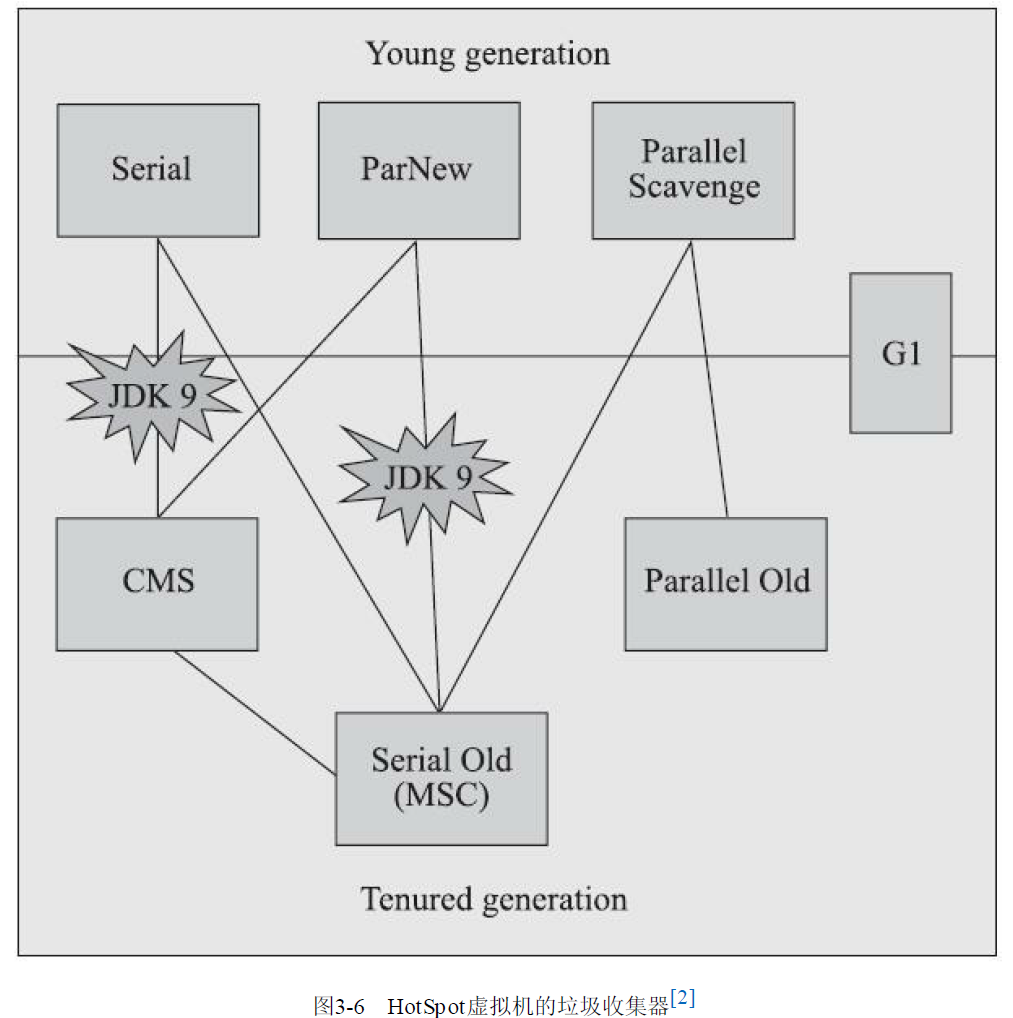 Young generation
Serial
ParNew
Parallel
Scavenge
G1
JDK 9
JDK 9
CMS
Parallel Old
Serial Old
(MSC)
Tenured generation
图3-6 HotSpot虚拟机的垃圾收集器[2]